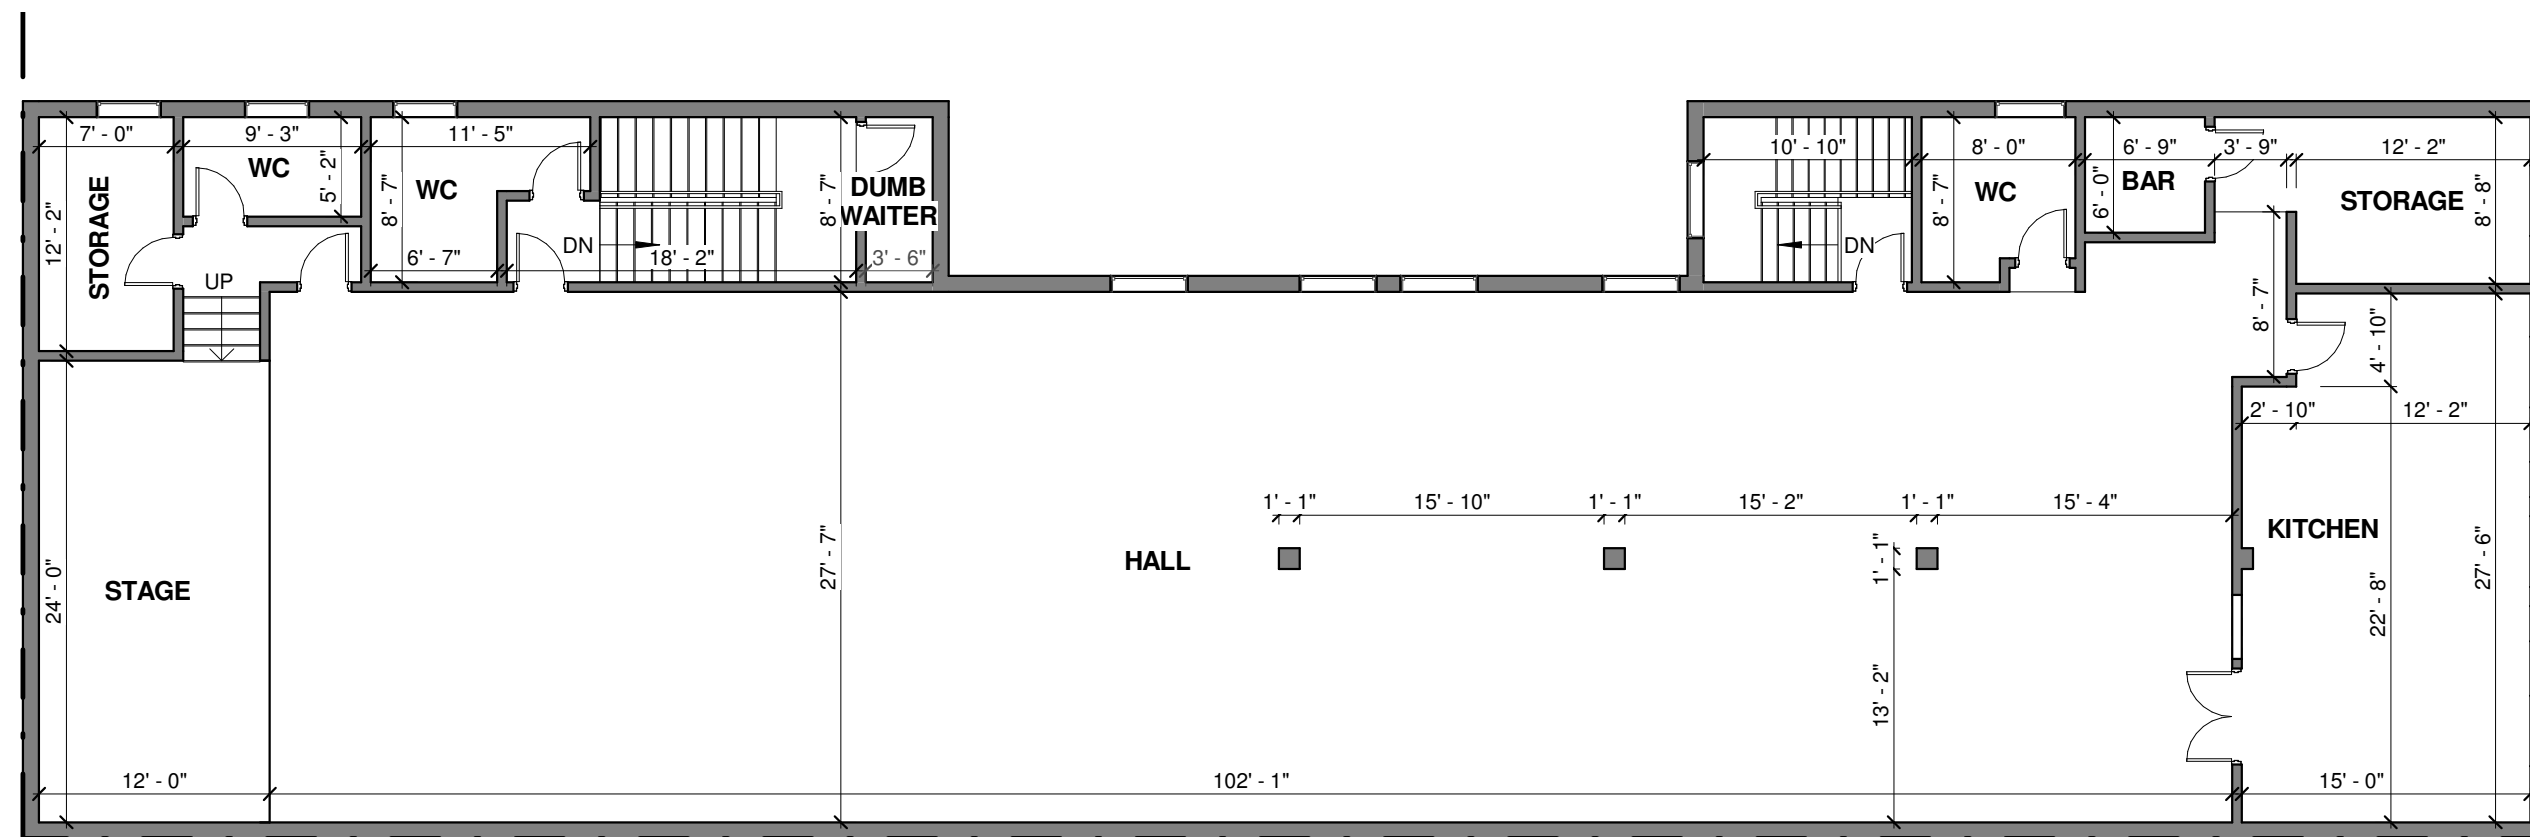 7' - 0"
9' - 3"
11' - 5"
10' - 10"
8' - 0"
6' - 9"
3' - 9"
12' - 2"
WC
5' - 2"
WC
8' - 7"
8' - 7"
DUMB
WAITER
8' - 7"
WC
6' - 0"
BAR
STORAGE
8' - 8"
12' - 2"
STORAGE
UP
6' - 7"
DN
18' - 2"
3' - 6"
DN
8' - 7"
4' - 10"
2' - 10"
12' - 2"
1' - 1"
15' - 10"
1' - 1"
15' - 2"
1' - 1"
15' - 4"
24' - 0"
STAGE
27' - 7"
HALL
1' - 1"
KITCHEN
22' - 8"
27' - 6"
13' - 2"
12' - 0"
102' - 1"
15' - 0"